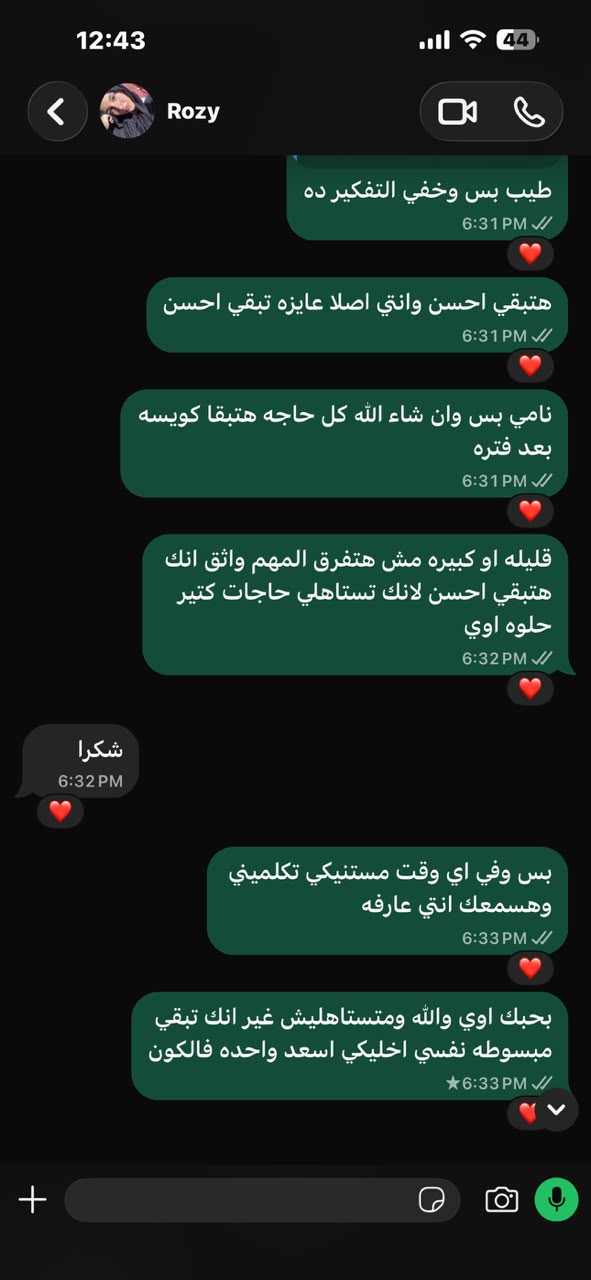 12:43
44
Rozy
طيب بس وخفي التفكير ده
6:31 PM
هتبقي احسن وانتي اصلا عايزه تبقي احسن
6:31 PM
نامي بس وان شاء الله كل حاجه هتبقا كويسه
بعد فتره
6:31 PM
قليله او كبيره مش هتفرق المهم واثق انك
هتبقي احسن لانك تستاهلي حاجات كتير
حلوه اوي
6:32 PM
شكرا
6:32 PM
بس وفي اي وقت مستنيكي تكلميني
وهسمعك انتي عارفه
6:33 PM
بحبك اوي والله ومتستاهليش غير انك تبقي
مبسوطه نفسي اخليكي اسعد واحده فالكون
6:33 PM